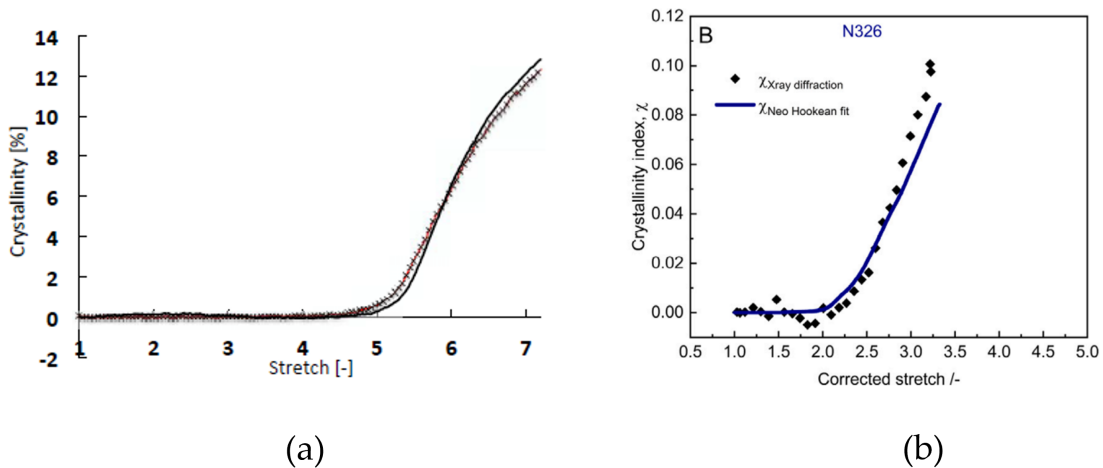 14
12
10
8
6
4
2
0
-2
Crystallinity [%]
1 2 3 4 5 6 7
Stretch [-]
(a)
0.12
0.10
0.08
0.06
0.04
0.02
0.00
Crystallinity index, χ
B
N326
χXray diffraction
χNeo Hookean fit
0.5 1.0 1.5 2.0 2.5 3.0 3.5 4.0 4.5 5.0
Corrected stretch /-
(b)